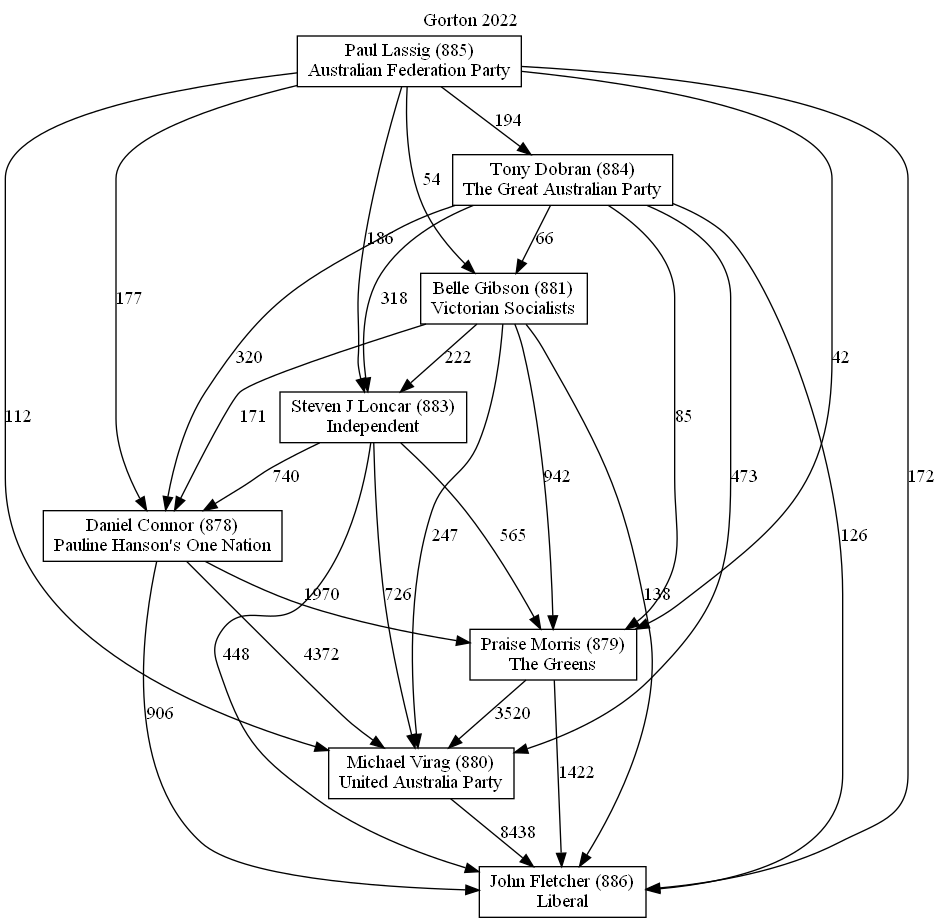 Gorton 2022
Paul Lassig (885)
Australian Federation Party
194
Tony Dobran (884)
The Great Australian Party
54
186
66
Belle Gibson (881)
Victorian Socialists
177
318
320
42
222
Steven J Loncar (883)
Independent
112
171
85
740
942
473
172
Daniel Connor (878)
Pauline Hanson's One Nation
247
565
126
1970
726
138
Praise Morris (879)
The Greens
448
4372
906
3520
Michael Virag (880)
United Australia Party
1422
8438
John Fletcher (886)
Liberal